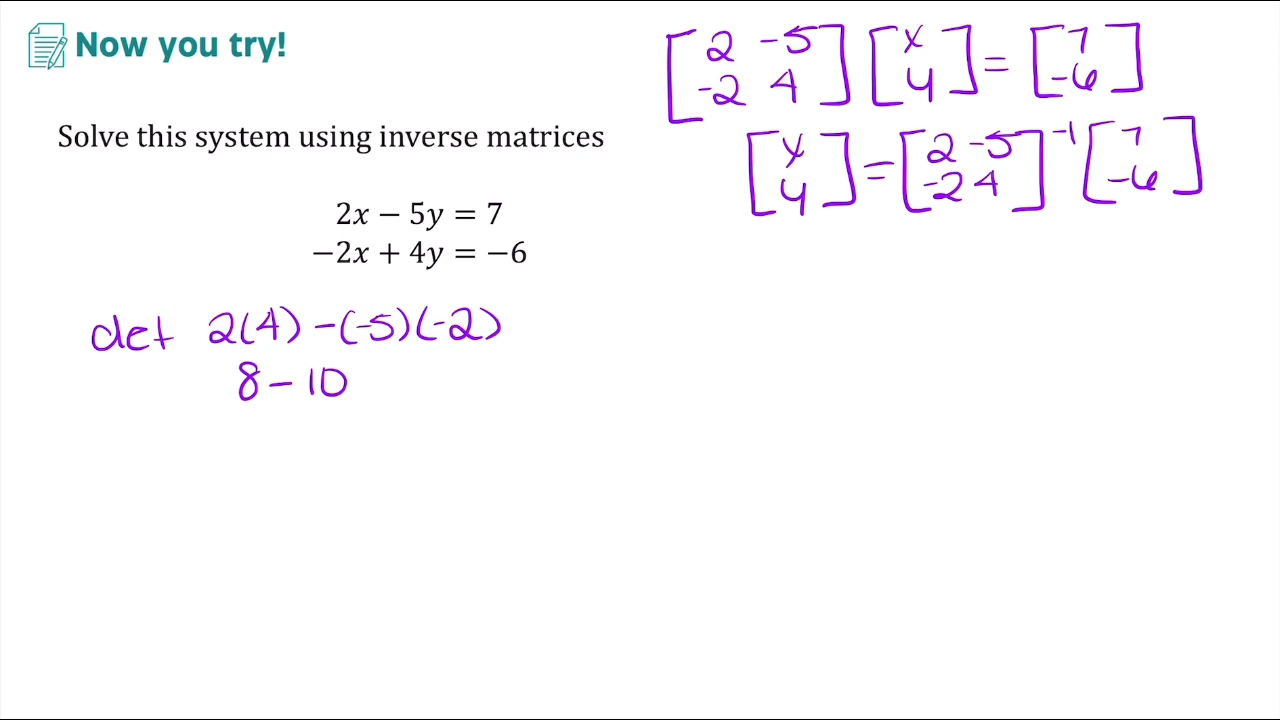 Now you try!
Solve this system using inverse matrices
2x − 5y = 7
−2x + 4y = −6
det 2(4) - (-5)(-2)
8 - 10
[2 -5] [x] = [7]
[-2 4] [y] [-6]
[x] = [2 -5]⁻¹ [7]
[y] [-2 4] [-6]